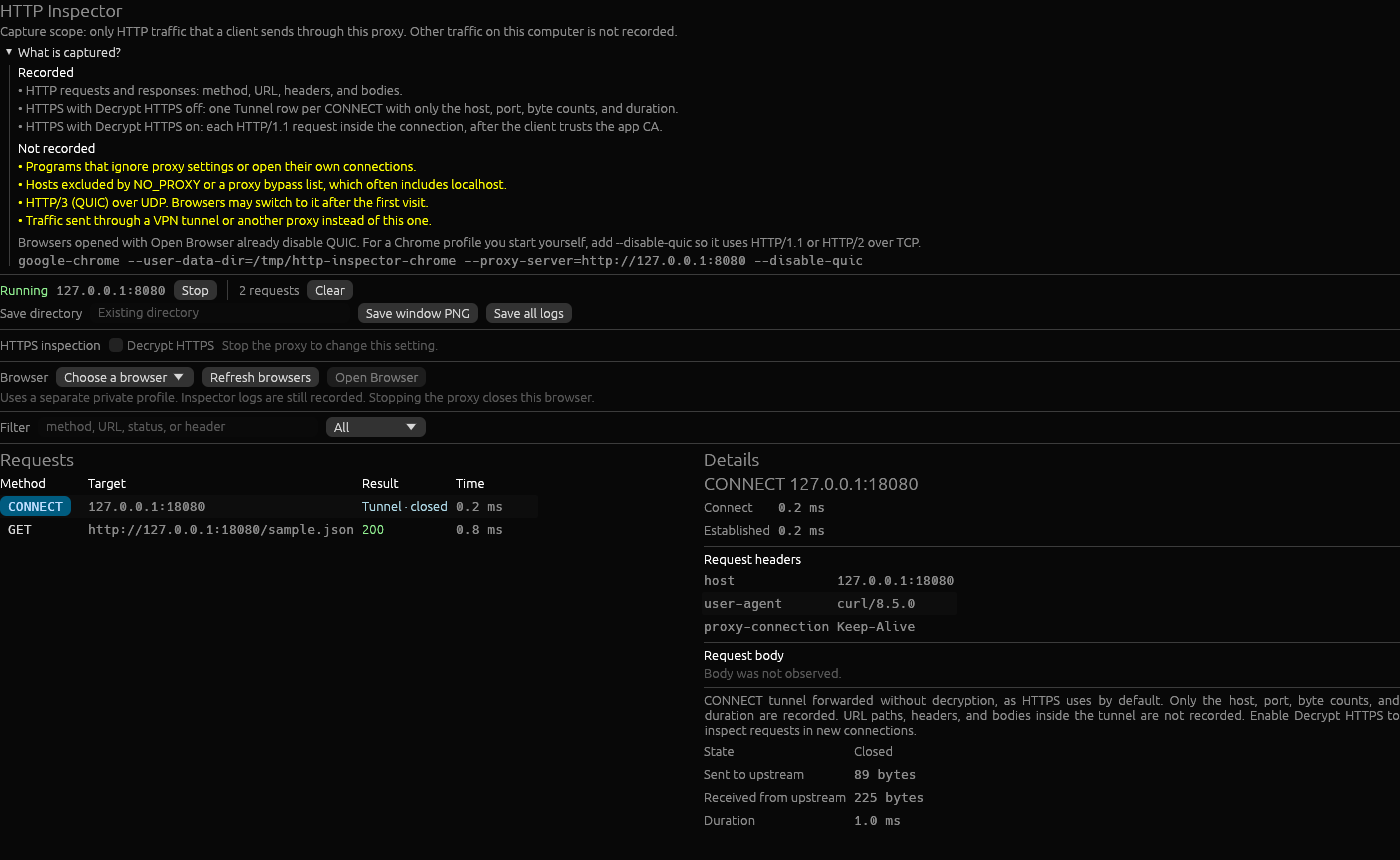 HTTP Inspector
Capture scope: only HTTP traffic that a client sends through this proxy. Other traffic on this computer is not recorded.
▼ What is captured?
Recorded
• HTTP requests and responses: method, URL, headers, and bodies.
• HTTPS with Decrypt HTTPS off: one Tunnel row per CONNECT with only the host, port, byte counts, and duration.
• HTTPS with Decrypt HTTPS on: each HTTP/1.1 request inside the connection, after the client trusts the app CA.
Not recorded
• Programs that ignore proxy settings or open their own connections.
• Hosts excluded by NO_PROXY or a proxy bypass list, which often includes localhost.
• HTTP/3 (QUIC) over UDP. Browsers may switch to it after the first visit.
• Traffic sent through a VPN tunnel or another proxy instead of this one.
Browsers opened with Open Browser already disable QUIC. For a Chrome profile you start yourself, add --disable-quic so it uses HTTP/1.1 or HTTP/2 over TCP.
google-chrome --user-data-dir=/tmp/http-inspector-chrome --proxy-server=http://127.0.0.1:8080 --disable-quic
Running 127.0.0.1:8080 Stop 2 requests Clear
Save directory Existing directory Save window PNG Save all logs
HTTPS inspection Decrypt HTTPS Stop the proxy to change this setting.
Browser Choose a browser ▼ Refresh browsers Open Browser
Uses a separate private profile. Inspector logs are still recorded. Stopping the proxy closes this browser.
Filter method, URL, status, or header All ▼
Requests
Method Target Result Time
CONNECT 127.0.0.1:18080 Tunnel · closed 0.2 ms
GET http://127.0.0.1:18080/sample.json 200 0.8 ms
Details
CONNECT 127.0.0.1:18080
Connect 0.2 ms
Established 0.2 ms
Request headers
host 127.0.0.1:18080
user-agent curl/8.5.0
proxy-connection Keep-Alive
Request body
Body was not observed.
CONNECT tunnel forwarded without decryption, as HTTPS uses by default. Only the host, port, byte counts, and
duration are recorded. URL paths, headers, and bodies inside the tunnel are not recorded. Enable Decrypt HTTPS to
inspect requests in new connections.
State Closed
Sent to upstream 89 bytes
Received from upstream 225 bytes
Duration 1.0 ms